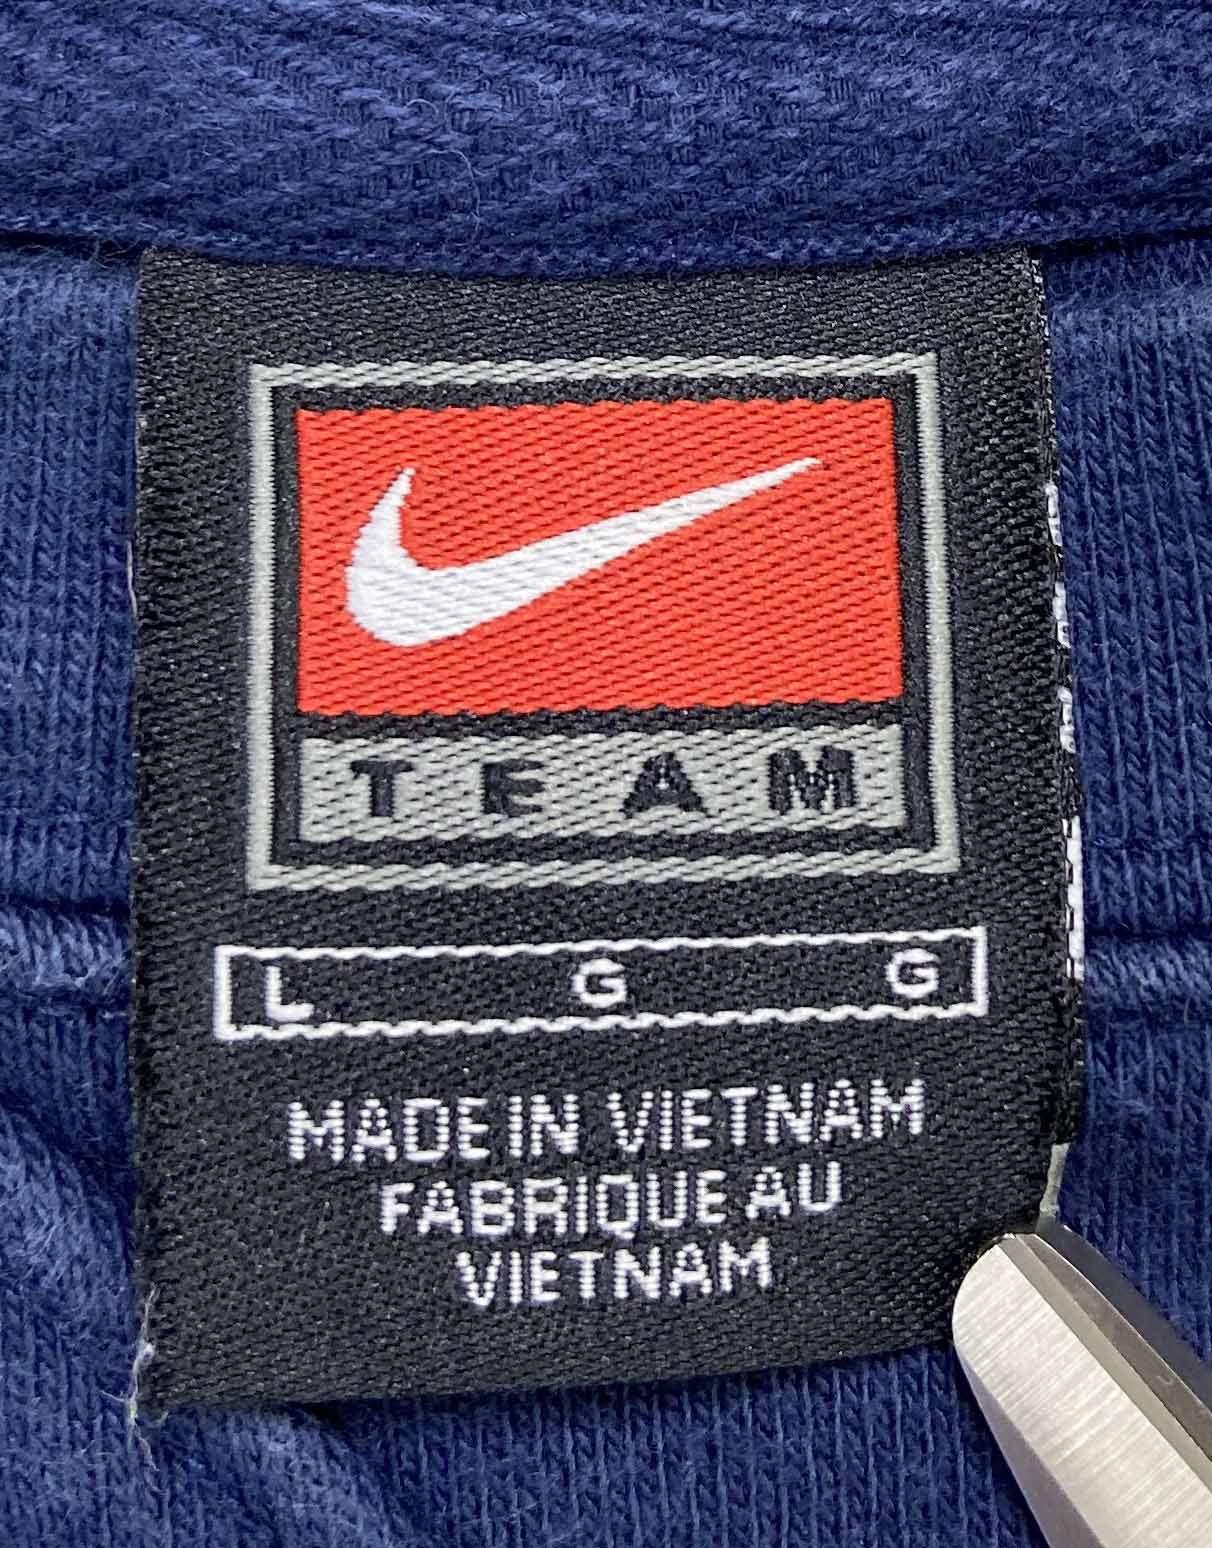 TEAM
L G G
MADE IN VIETNAM
FABRIQUE AU
VIETNAM